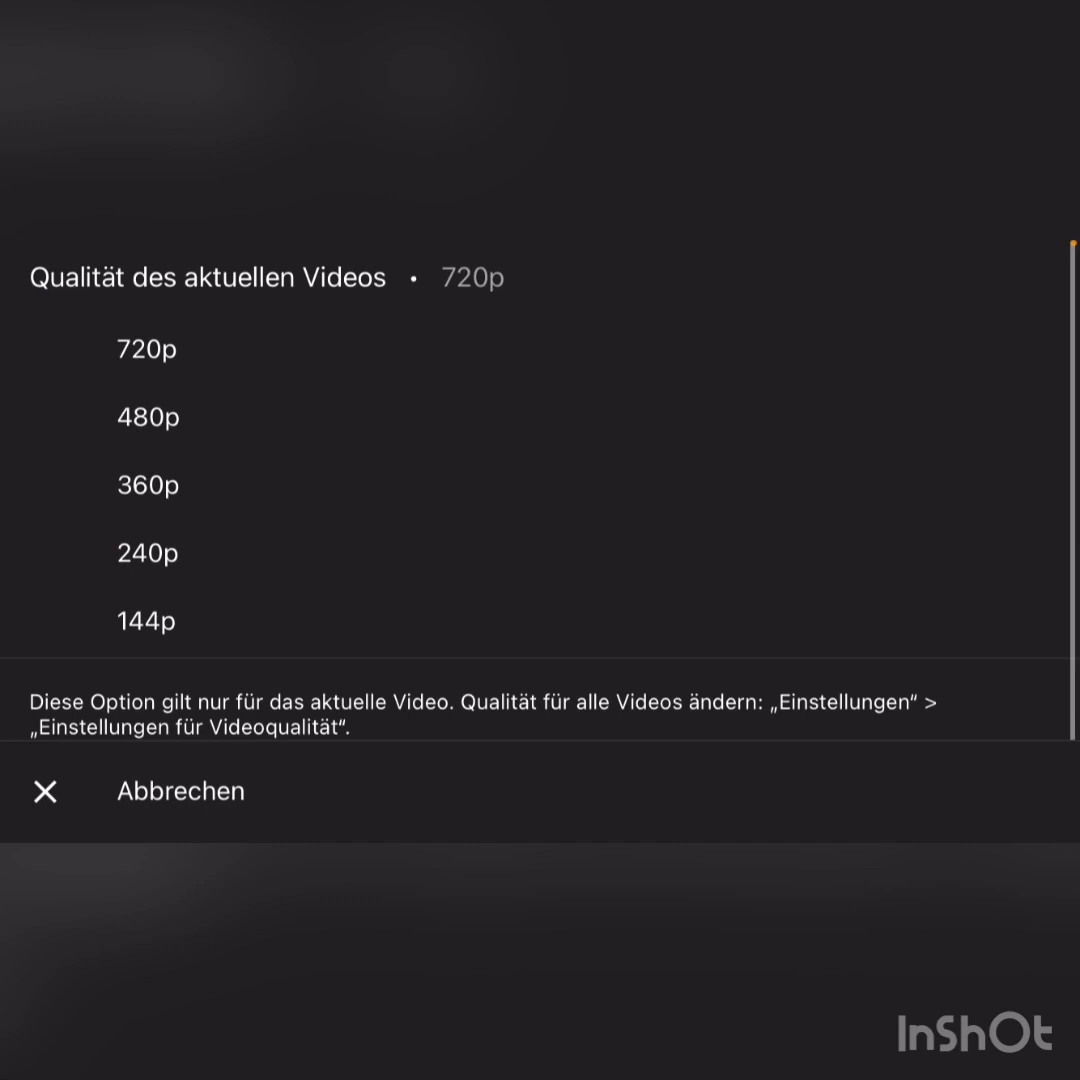 Qualität des aktuellen Videos • 720p
720p
480p
360p
240p
144p
Diese Option gilt nur für das aktuelle Video. Qualität für alle Videos ändern: „Einstellungen“ >
„Einstellungen für Videoqualität“.
Abbrechen
InShOt